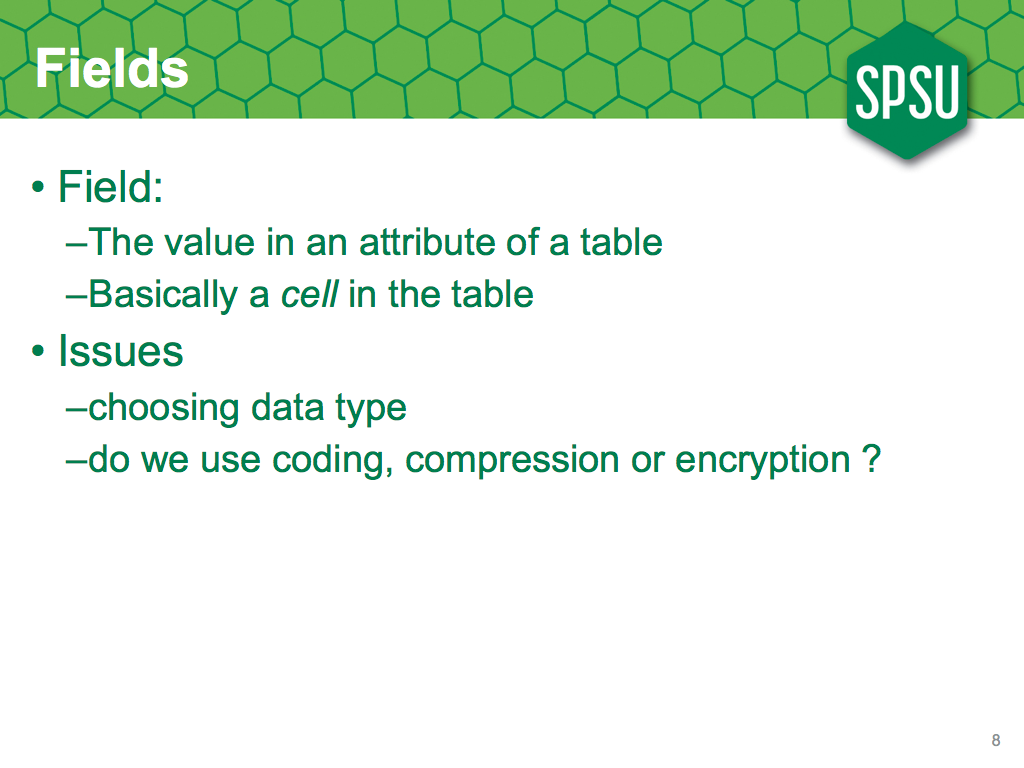 Fields
SPSU
• Field:
–The value in an attribute of a table
–Basically a cell in the table
• Issues
–choosing data type
–do we use coding, compression or encryption ?
8